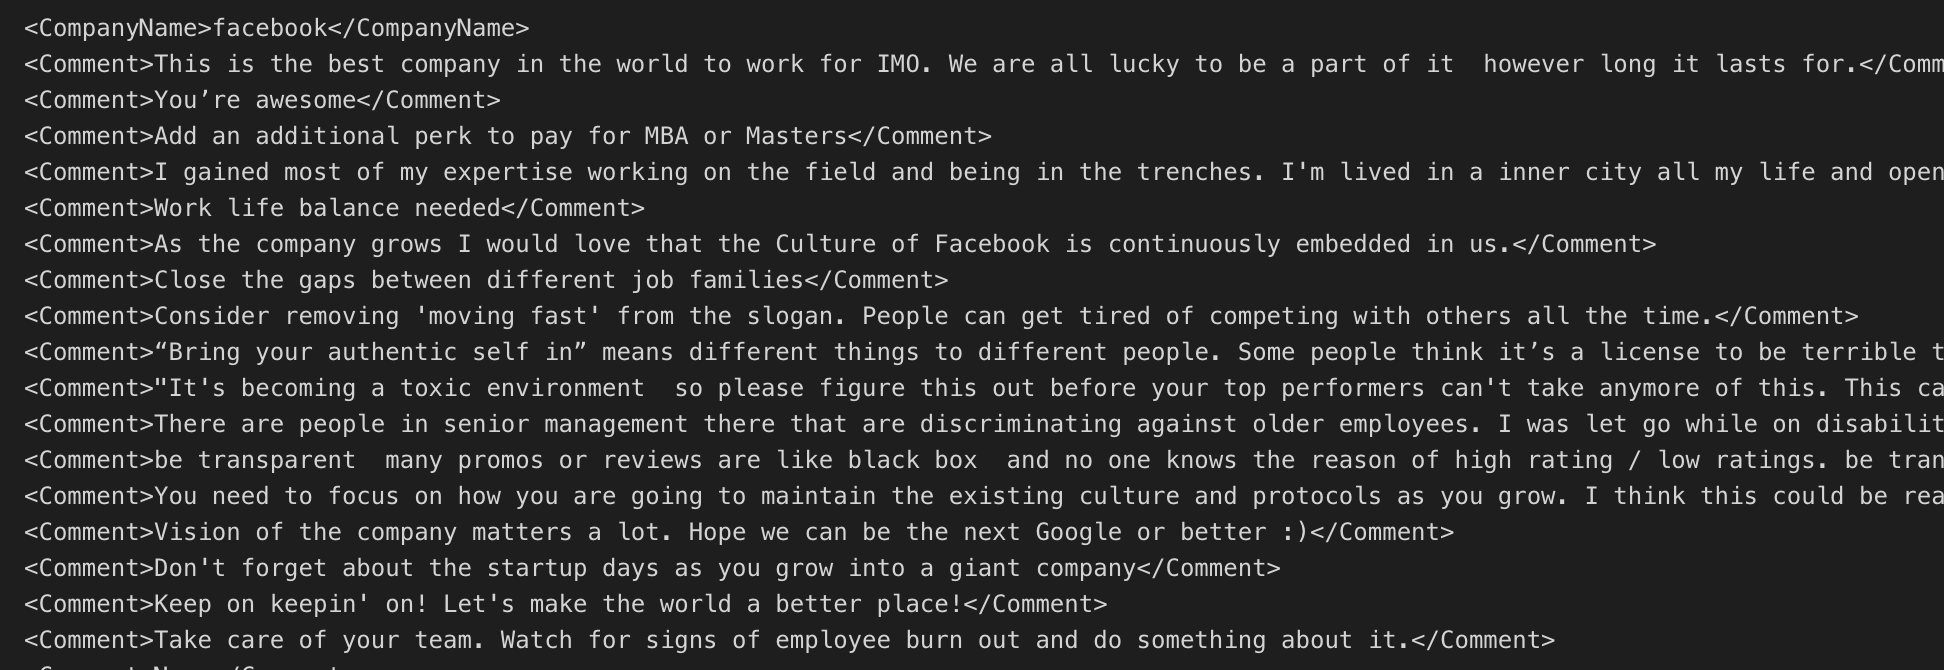 <CompanyName>facebook</CompanyName>
<Comment>This is the best company in the world to work for IMO. We are all lucky to be a part of it  however long it lasts for.</Comm
<Comment>You’re awesome</Comment>
<Comment>Add an additional perk to pay for MBA or Masters</Comment>
<Comment>I gained most of my expertise working on the field and being in the trenches. I'm lived in a inner city all my life and open
<Comment>Work life balance needed</Comment>
<Comment>As the company grows I would love that the Culture of Facebook is continuously embedded in us.</Comment>
<Comment>Close the gaps between different job families</Comment>
<Comment>Consider removing 'moving fast' from the slogan. People can get tired of competing with others all the time.</Comment>
<Comment>“Bring your authentic self in” means different things to different people. Some people think it’s a license to be terrible t
<Comment>"It's becoming a toxic environment  so please figure this out before your top performers can't take anymore of this. This ca
<Comment>There are people in senior management there that are discriminating against older employees. I was let go while on disabilit
<Comment>be transparent  many promos or reviews are like black box  and no one knows the reason of high rating / low ratings. be tran
<Comment>You need to focus on how you are going to maintain the existing culture and protocols as you grow. I think this could be rea
<Comment>Vision of the company matters a lot. Hope we can be the next Google or better :)</Comment>
<Comment>Don't forget about the startup days as you grow into a giant company</Comment>
<Comment>Keep on keepin' on! Let's make the world a better place!</Comment>
<Comment>Take care of your team. Watch for signs of employee burn out and do something about it.</Comment>